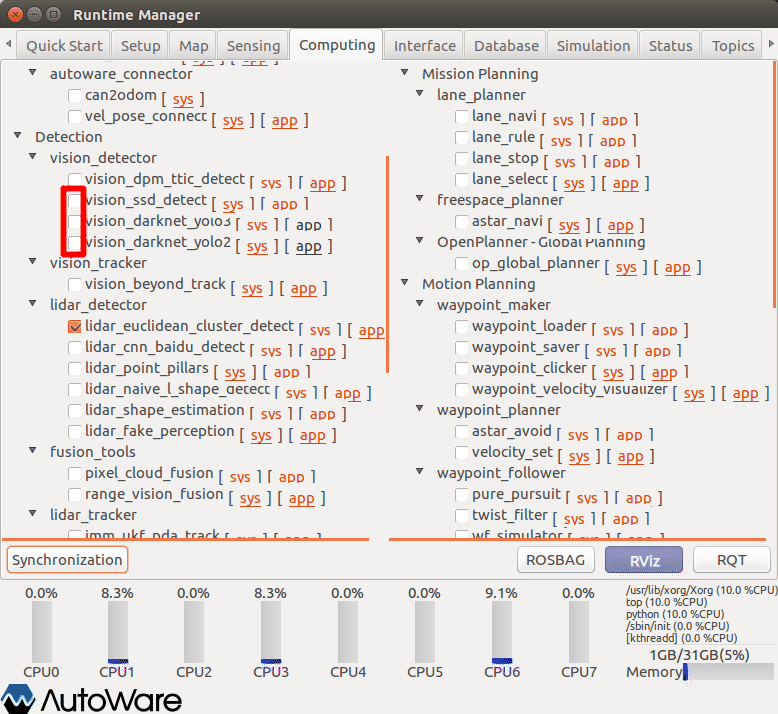 Runtime Manager
Quick Start Setup Map Sensing Computing Interface Database Simulation Status Topics
autoware_connector
can2odom [ sys ]
vel_pose_connect [ sys ] [ app ]
Detection
vision_detector
vision_dpm_ttic_detect [ sys ] [ app ]
vision_ssd_detect [ sys ] [ app ]
vision_darknet_yolo3 [ sys ] [ app ]
vision_darknet_yolo2 [ sys ] [ app ]
vision_tracker
vision_beyond_track [ sys ] [ app ]
lidar_detector
lidar_euclidean_cluster_detect [ sys ] [ app
lidar_cnn_baidu_detect [ sys ] [ app ]
lidar_point_pillars [ sys ] [ app ]
lidar_naive_l_shape_detect [ sys ] [ app ]
lidar_shape_estimation [ sys ] [ app ]
lidar_fake_perception [ sys ] [ app ]
fusion_tools
pixel_cloud_fusion [ sys ] [ app ]
range_vision_fusion [ sys ] [ app ]
lidar_tracker
imm_ukf_pda_track [ sys ] [ app ]
Mission Planning
lane_planner
lane_navi [ sys ] [ app ]
lane_rule [ sys ] [ app ]
lane_stop [ sys ] [ app ]
lane_select [ sys ] [ app ]
freespace_planner
astar_navi [ sys ] [ app ]
OpenPlanner - Global Planning
op_global_planner [ sys ] [ app ]
Motion Planning
waypoint_maker
waypoint_loader [ sys ] [ app ]
waypoint_saver [ sys ] [ app ]
waypoint_clicker [ sys ] [ app ]
waypoint_velocity_visualizer [ sys ] [ app ]
waypoint_planner
astar_avoid [ sys ] [ app ]
velocity_set [ sys ] [ app ]
waypoint_follower
pure_pursuit [ sys ] [ app ]
twist_filter [ sys ] [ app ]
wf_simulator [ sys ] [ app ]
Synchronization ROSBAG RViz RQT
0.0% 8.3% 0.0% 8.3% 0.0% 0.0% 9.1% 0.0%
CPU0 CPU1 CPU2 CPU3 CPU4 CPU5 CPU6 CPU7
/usr/lib/xorg/Xorg (10.0 %CPU)
top (10.0 %CPU)
python (10.0 %CPU)
/sbin/init (0.0 %CPU)
[kthreadd] (0.0 %CPU)
1GB/31GB(5%)
Memory
AutoWare